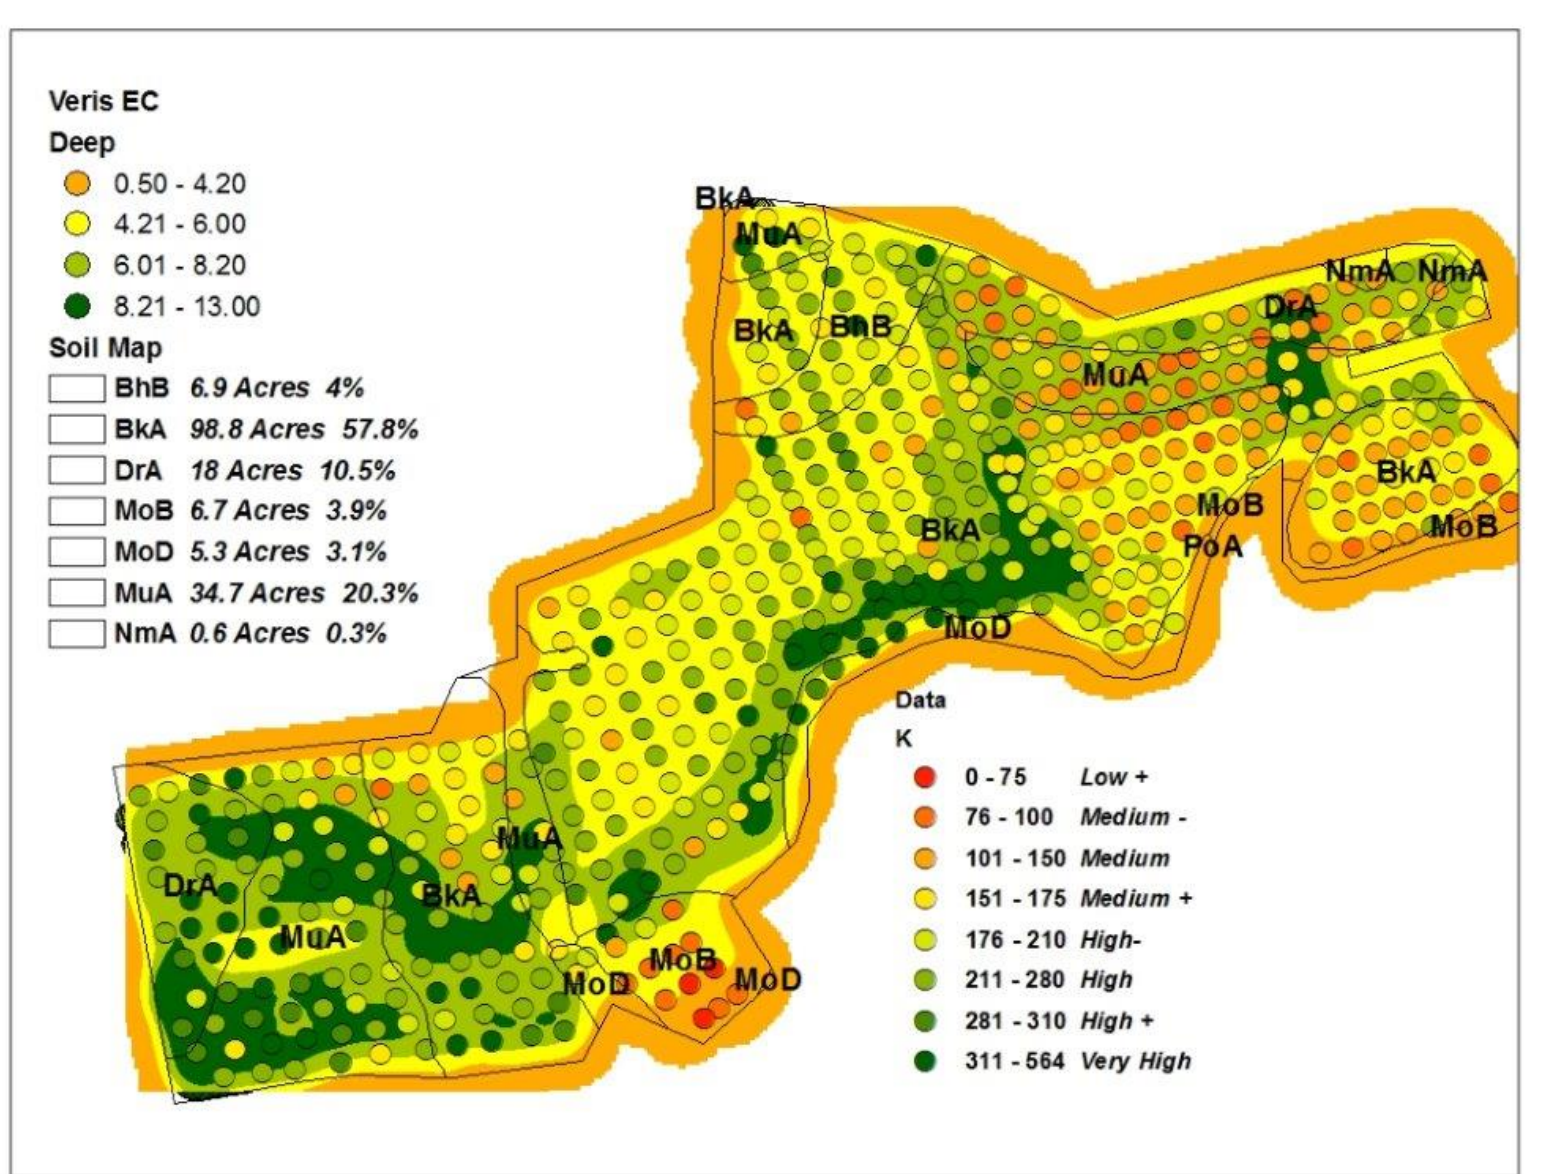 Veris EC
Deep
0.50 - 4.20
4.21 - 6.00
6.01 - 8.20
8.21 - 13.00
Soil Map
BhB 6.9 Acres 4%
BkA 98.8 Acres 57.8%
DrA 18 Acres 10.5%
MoB 6.7 Acres 3.9%
MoD 5.3 Acres 3.1%
MuA 34.7 Acres 20.3%
NmA 0.6 Acres 0.3%
BkA
MuA
BkA
BhB
NmA
NmA
DrA
MuA
BkA
MoB
BkA
MoB
PoA
MoD
MuA
DrA
BkA
MuA
MoD
MoB
MoD
Data
K
0 - 75 Low +
76 - 100 Medium -
101 - 150 Medium
151 - 175 Medium +
176 - 210 High-
211 - 280 High
281 - 310 High +
311 - 564 Very High